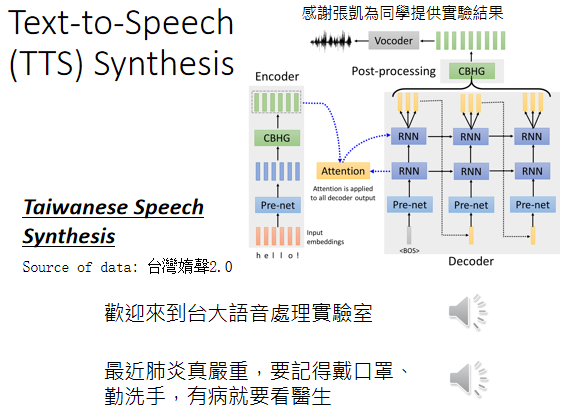 Text-to-Speech
(TTS) Synthesis
感謝張凱為同學提供實驗結果
Vocoder
Post-processing
CBHG
Encoder
CBHG
Pre-net
Input
embeddings
h e l l o !
Attention
Attention is applied
to all decoder output
RNN
RNN
RNN
RNN
RNN
RNN
Pre-net
Pre-net
Pre-net
<BOS>
Decoder
Taiwanese Speech
Synthesis
Source of data: 台灣媠聲2.0
歡迎來到台大語音處理實驗室
最近肺炎真嚴重，要記得戴口罩、
勤洗手，有病就要看醫生